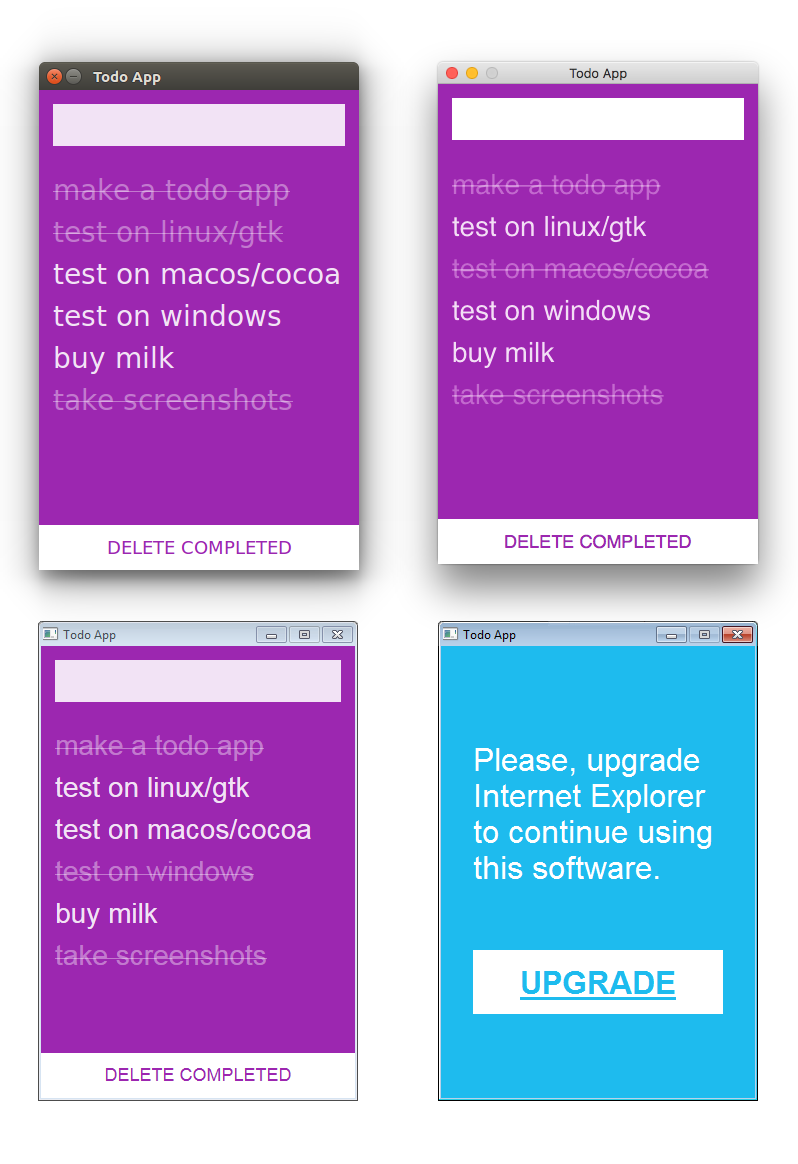 Todo App
make a todo app
test on linux/gtk
test on macos/cocoa
test on windows
buy milk
take screenshots
DELETE COMPLETED
Todo App
make a todo app
test on linux/gtk
test on macos/cocoa
test on windows
buy milk
take screenshots
DELETE COMPLETED
Todo App
make a todo app
test on linux/gtk
test on macos/cocoa
test on windows
buy milk
take screenshots
DELETE COMPLETED
Todo App
Please, upgrade
Internet Explorer
to continue using
this software.
UPGRADE